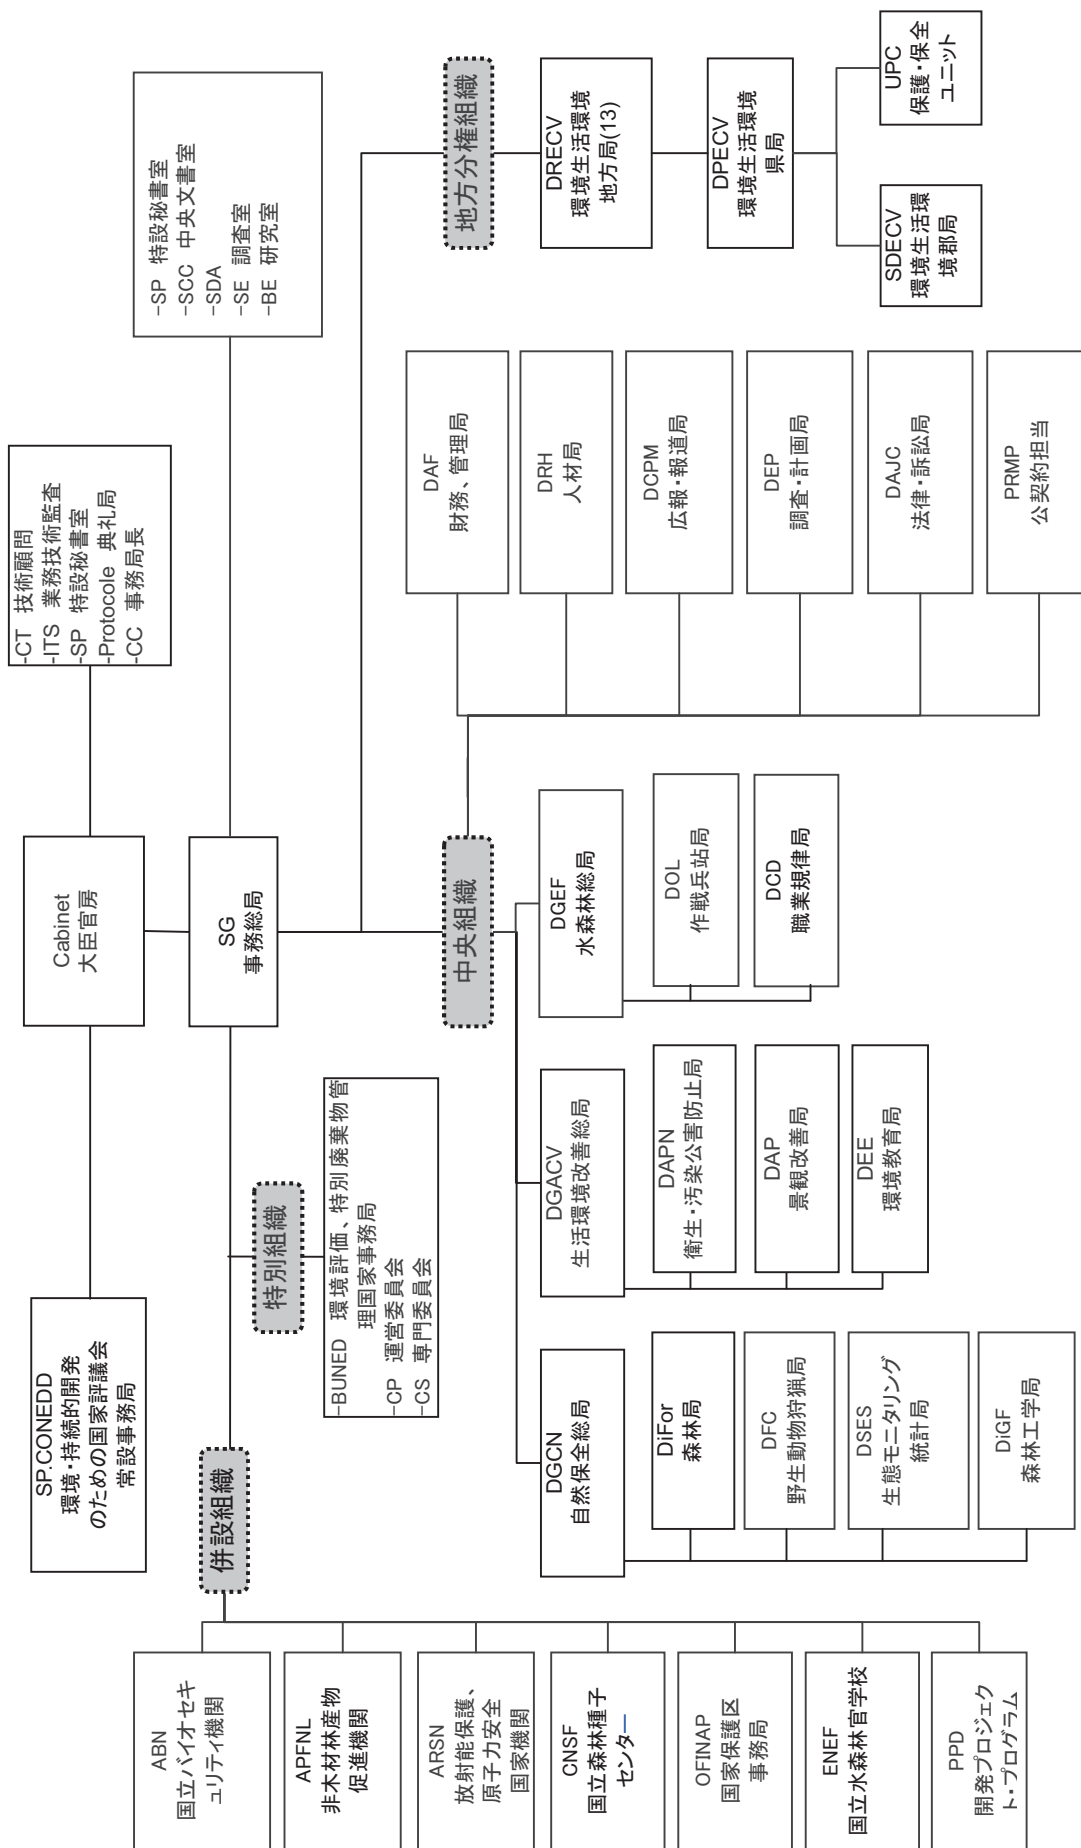 Cabinet
大臣官房
-CT 技術顧問
-ITS 業務技術監査
-SP 特設秘書室
-Protocole 典礼局
-CC 事務局長
SP.CONEDD
環境・持続的開発
のための国家評議会
常設事務局
SG
事務総局
-SP 特設秘書室
-SCC 中央文書室
-SDA
-SE 調査室
-BE 研究室
併設組織
ABN
国立バイオセキ
ュリティ機関
APFNL
非木材林産物
促進機関
ARSN
放射能保護、
原子力安全
国家機関
CNSF
国立森林種子
センター
OFINAP
国家保護区
事務局
ENEF
国立水森林官学校
PPD
開発プロジェク
ト・プログラム
特別組織
-BUNED 環境評価、特別廃棄物管
理国家事務局
-CP 運営委員会
-CS 専門委員会
中央組織
DGCN
自然保全総局
DiFor
森林局
DFC
野生動物狩猟局
DSES
生態モニタリング
統計局
DiGF
森林工学局
DGACV
生活環境改善総局
DAPN
衛生・汚染公害防止局
DAP
景観改善局
DEE
環境教育局
DGEF
水森林総局
DOL
作戦兵站局
DCD
職業規律局
DAF
財務、管理局
DRH
人材局
DCPM
広報・報道局
DEP
調査・計画局
DAJC
法律・訴訟局
PRMP
公契約担当
地方分権組織
DRECV
環境生活環境
地方局(13)
DPECV
環境生活環境
県局
SDECV
環境生活環
境郡局
UPC
保護・保全
ユニット